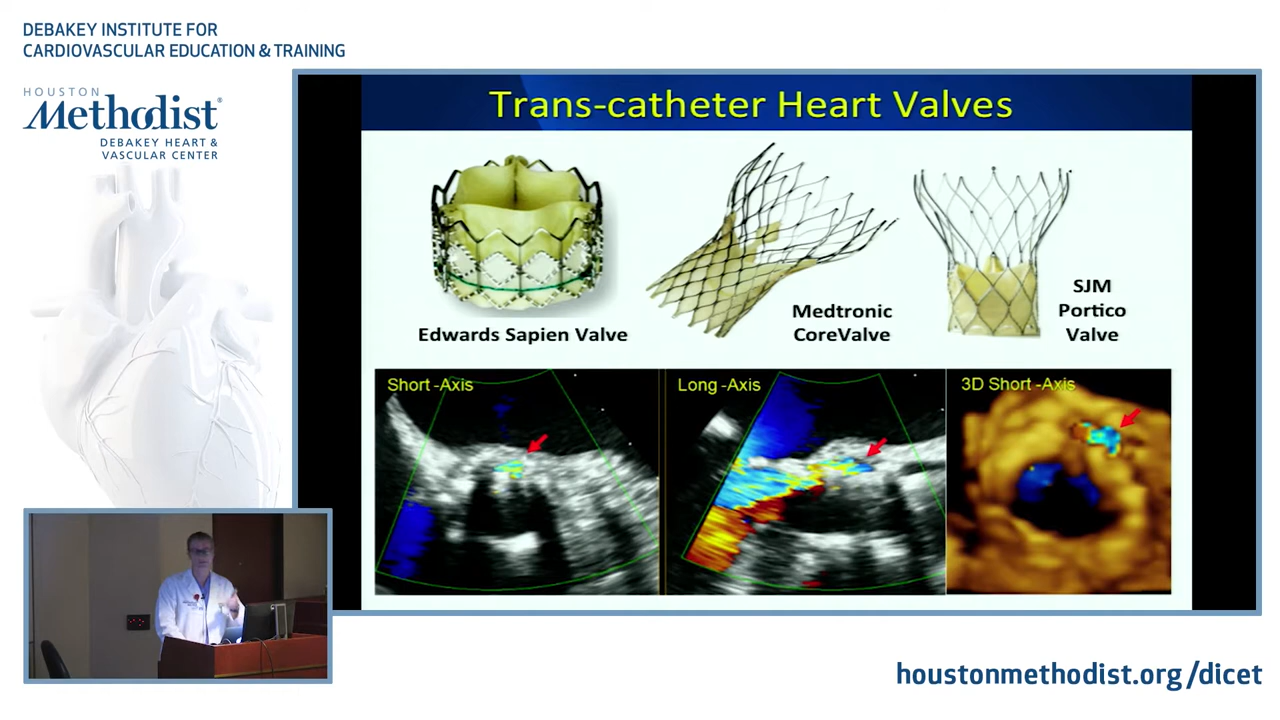 DEBAKEY INSTITUTE FOR
CARDIOVASCULAR EDUCATION & TRAINING
HOUSTON
Methodist®
DEBAKEY HEART &
VASCULAR CENTER
Trans-catheter Heart Valves
Edwards Sapien Valve
Medtronic
CoreValve
SJM
Portico
Valve
Short -Axis
Long -Axis
3D Short -Axis
houstonmethodist.org/dicet